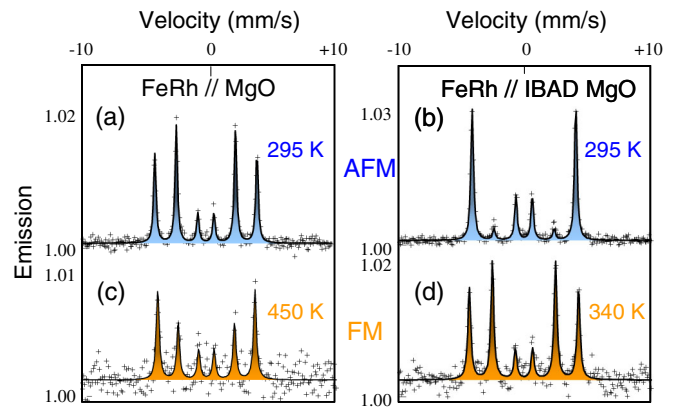 Velocity (mm/s) Velocity (mm/s)
-10 0 +10 -10 0 +10
FeRh // MgO FeRh // IBAD MgO
1.02 (a) 295 K AFM 1.03 (b) 295 K
1.00 1.00
Emission
1.01 (c) 450 K FM 1.02 (d) 340 K
1.00 1.00